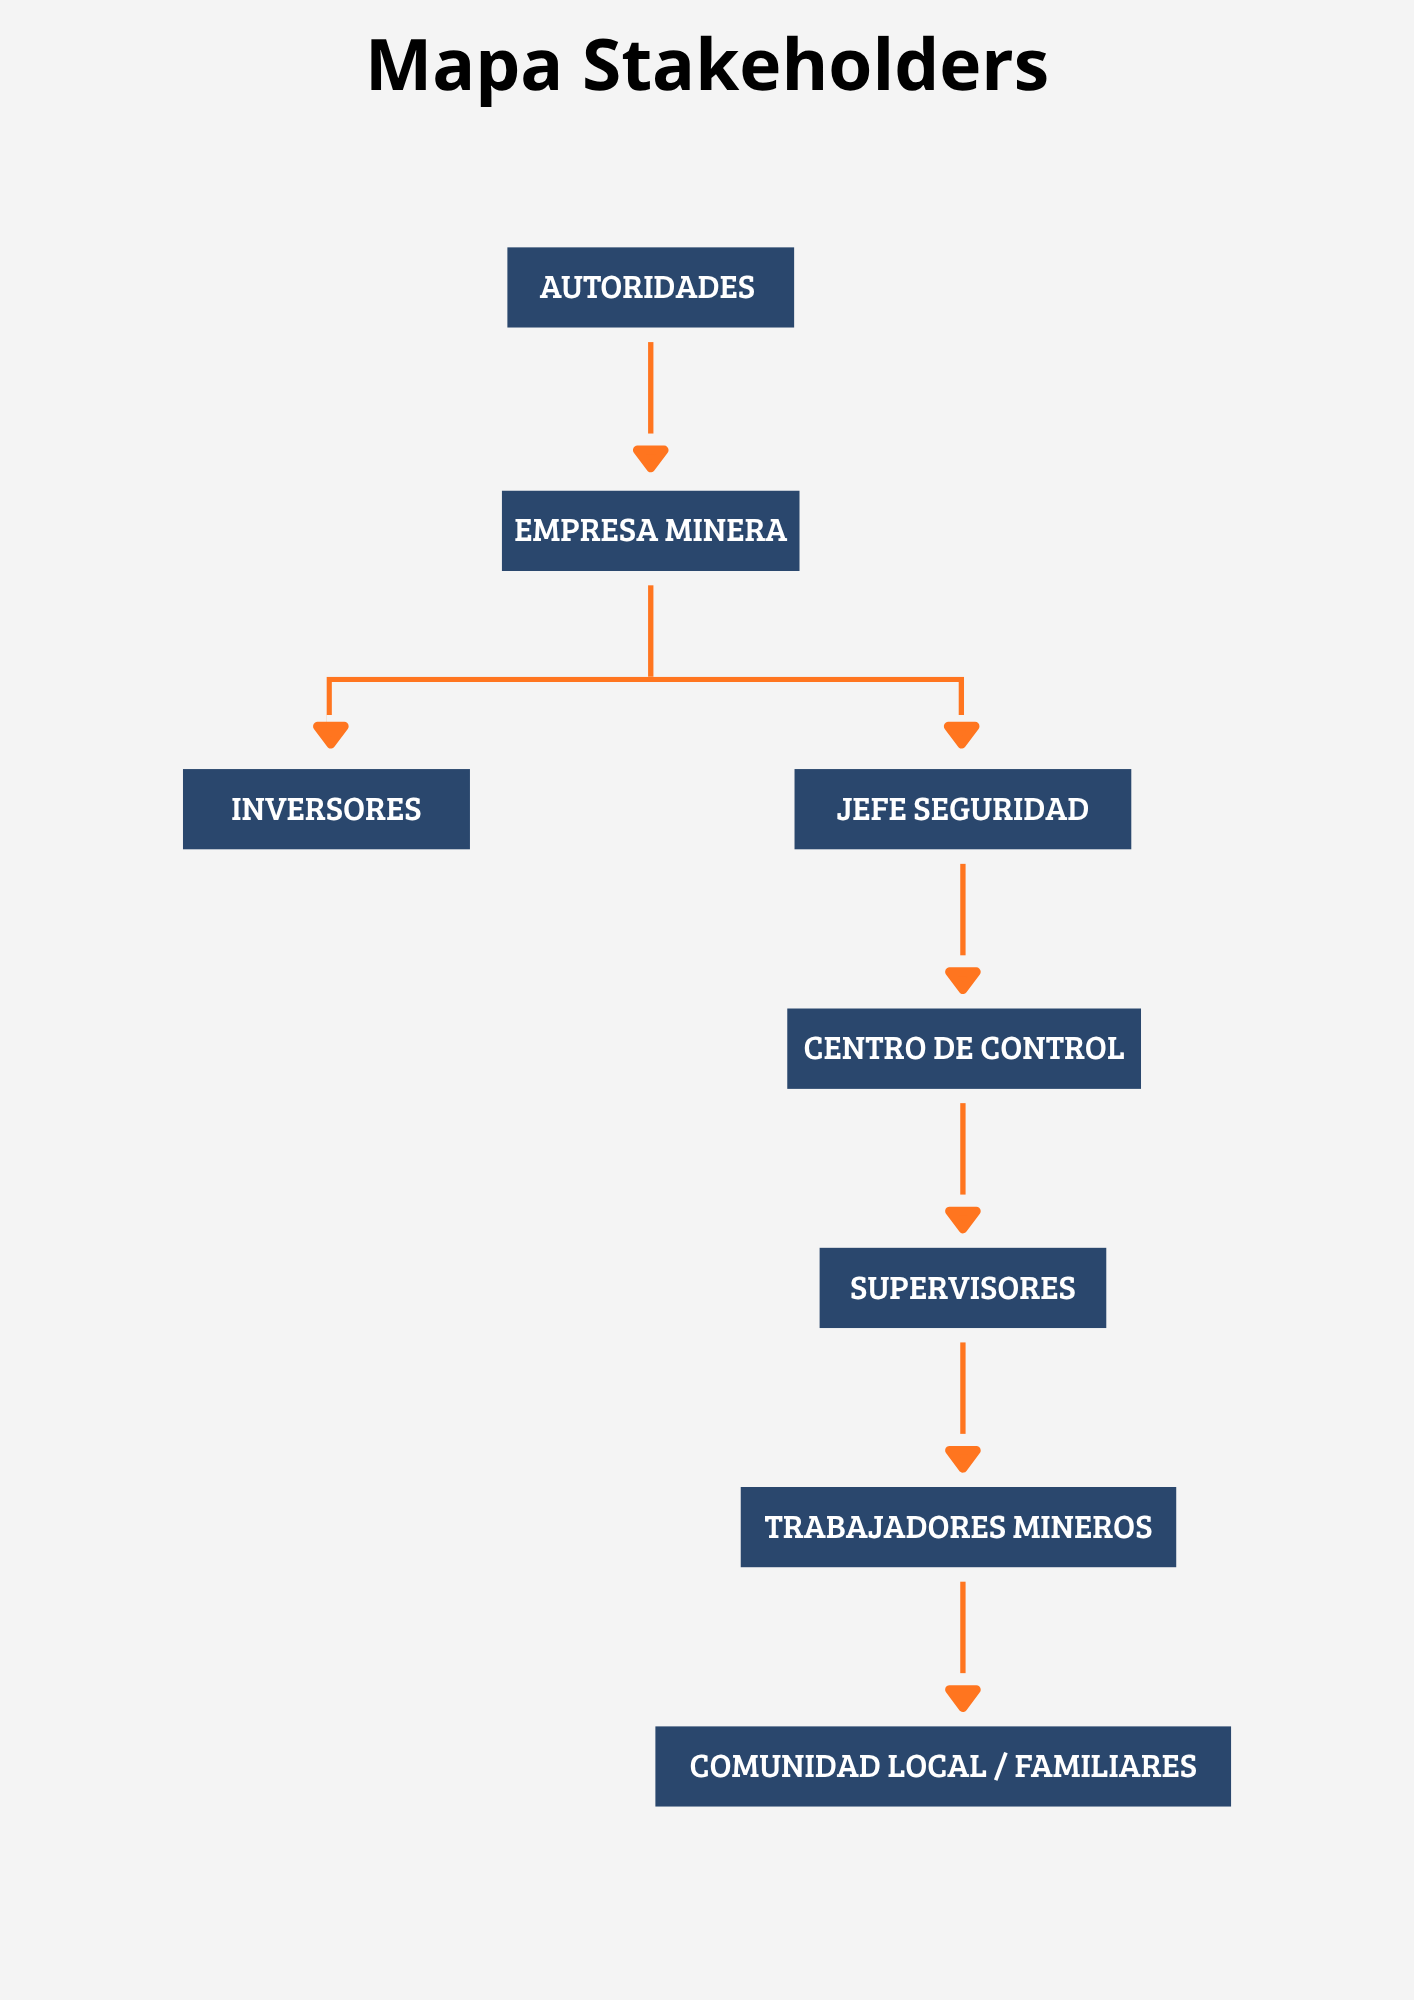 Mapa Stakeholders
AUTORIDADES
EMPRESA MINERA
INVERSORES
JEFE SEGURIDAD
CENTRO DE CONTROL
SUPERVISORES
TRABAJADORES MINEROS
COMUNIDAD LOCAL / FAMILIARES